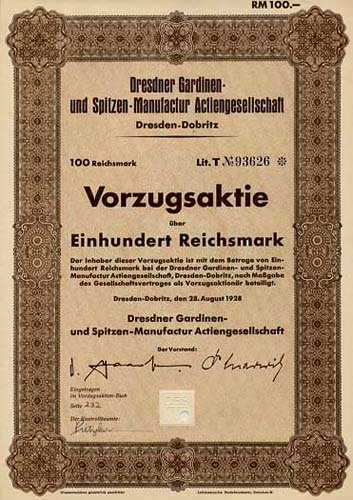 RM 100.—
Dresdner Gardinen-
und Spitzen-Manufactur Actiengesellschaft
Dresden-Dobritz
100 Reichsmark Lit. T № 93626 ✻
Vorzugsaktie
über
Einhundert Reichsmark
Der Inhaber dieser Vorzugsaktie ist mit dem Betrage von Ein-
hundert Reichsmark bei der Dresdner Gardinen- und Spitzen-
Manufactur Actiengesellschaft, Dresden-Dobritz, nach Maßgabe
des Gesellschaftsvertrages als Vorzugsaktionär beteiligt.
Dresden-Dobritz, den 28. August 1928
Dresdner Gardinen-
und Spitzen-Manufactur Actiengesellschaft
Der Vorstand:
Eingetragen
im Vorzugsaktien-Buch
Seite 232
Der Kontrollbeamte: